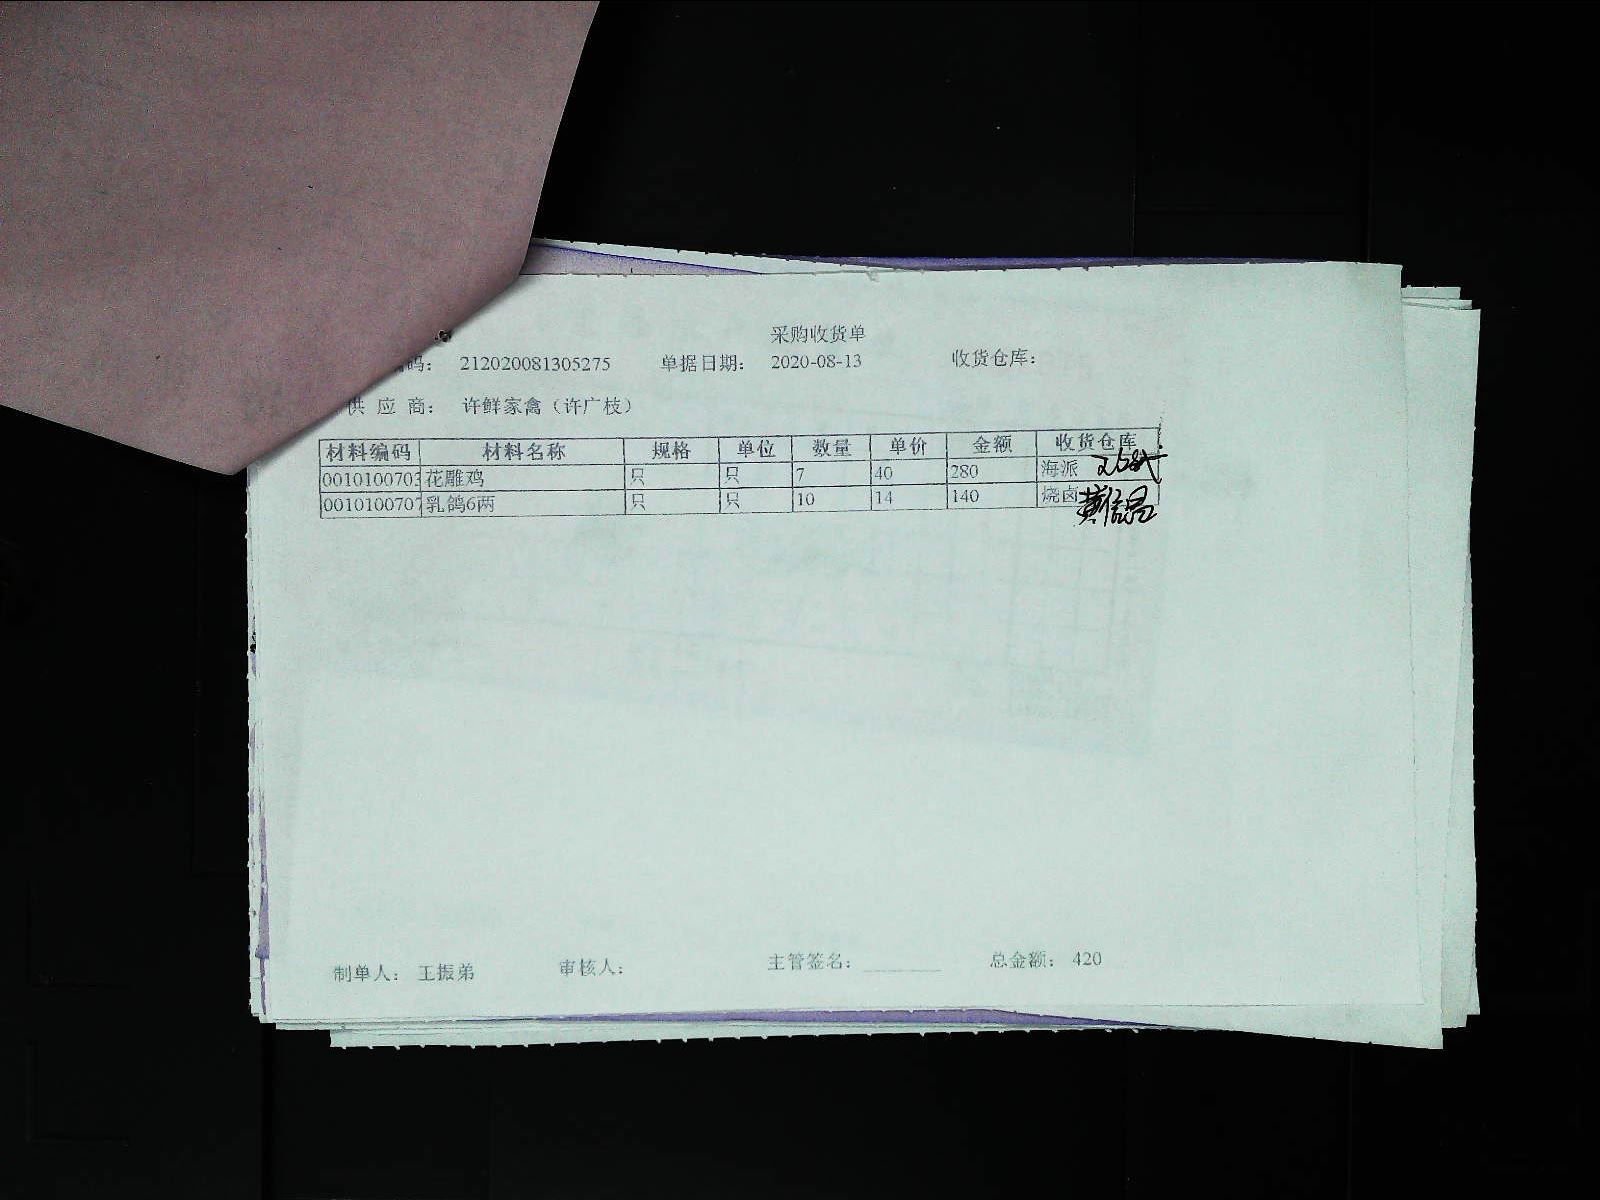 采购收货单
码： 212020081305275 单据日期： 2020-08-13 收货仓库：
供 应 商： 许鲜家禽（许广枝）
材料编码 材料名称 规格 单位 数量 单价 金额 收货仓库
0010100703 花雕鸡 只 只 7 40 280 海派
0010100707 乳鸽6两 只 只 10 14 140 烧卤 黄信昌
制单人： 王振弟 审核人： 主管签名： 总金额： 420